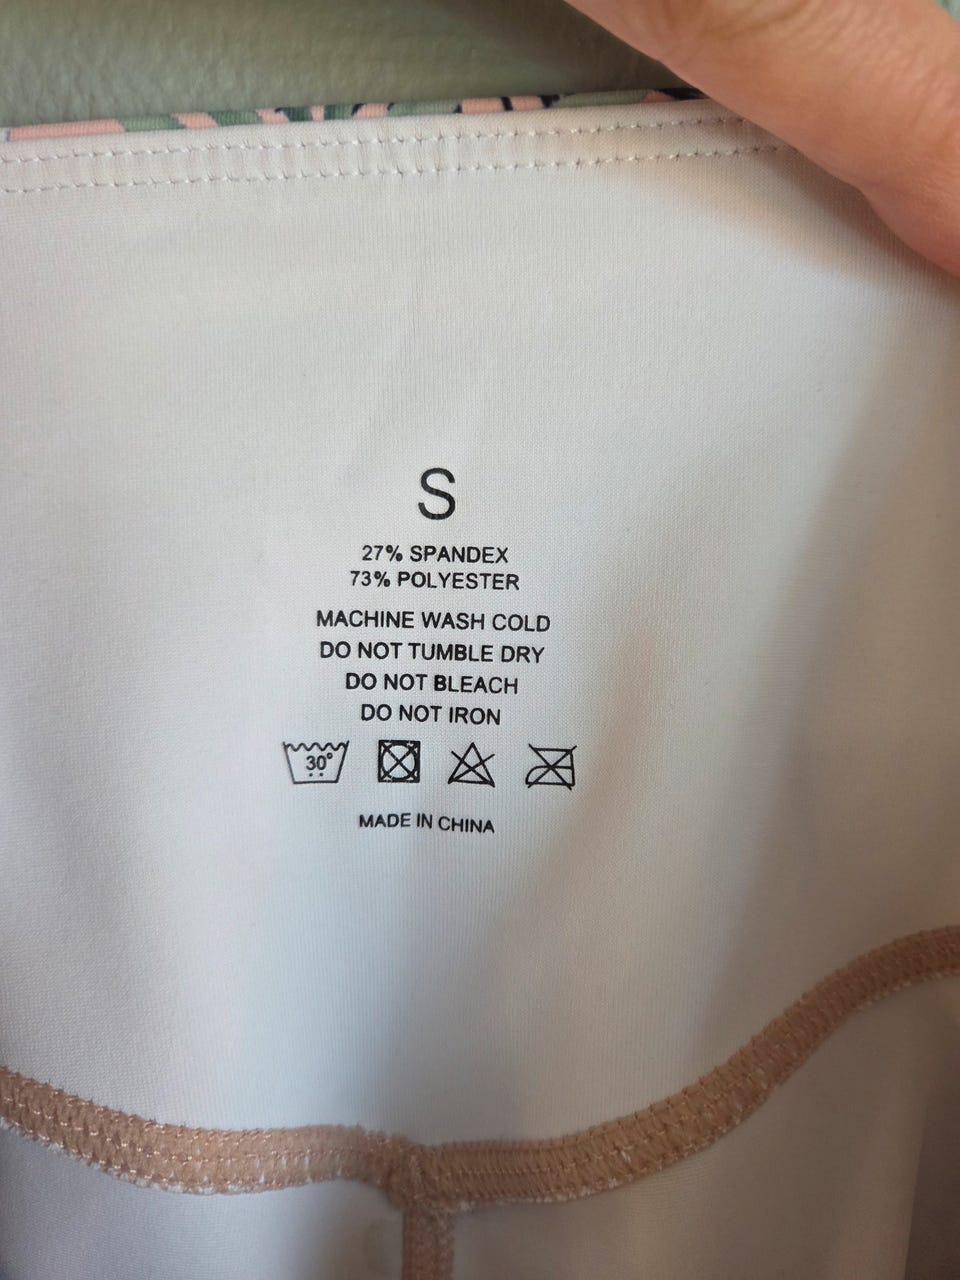 S
27% SPANDEX
73% POLYESTER
MACHINE WASH COLD
DO NOT TUMBLE DRY
DO NOT BLEACH
DO NOT IRON
30°
MADE IN CHINA